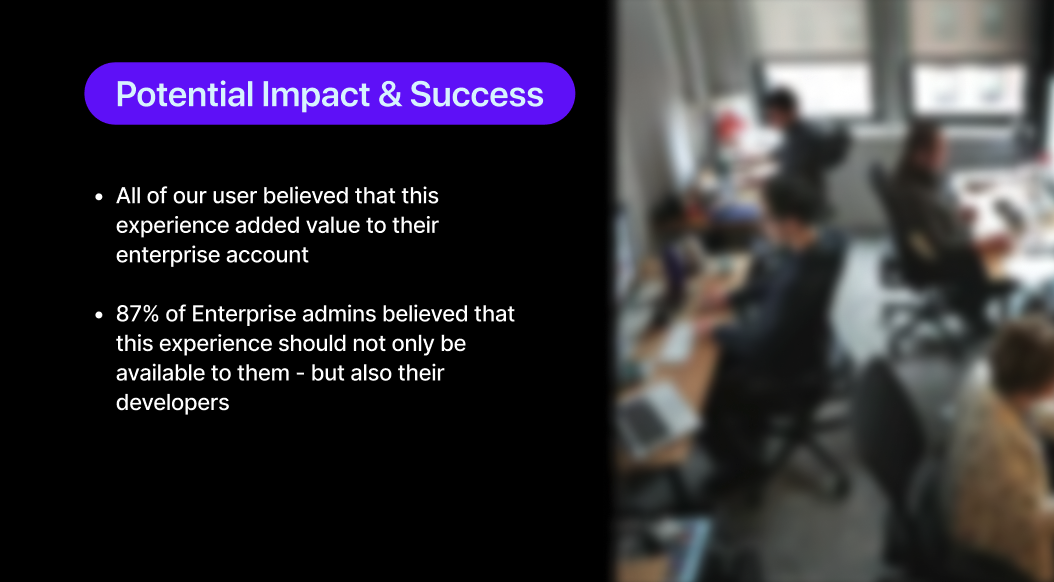 Potential Impact & Success
• All of our user believed that this
experience added value to their
enterprise account
• 87% of Enterprise admins believed that
this experience should not only be
available to them - but also their
developers